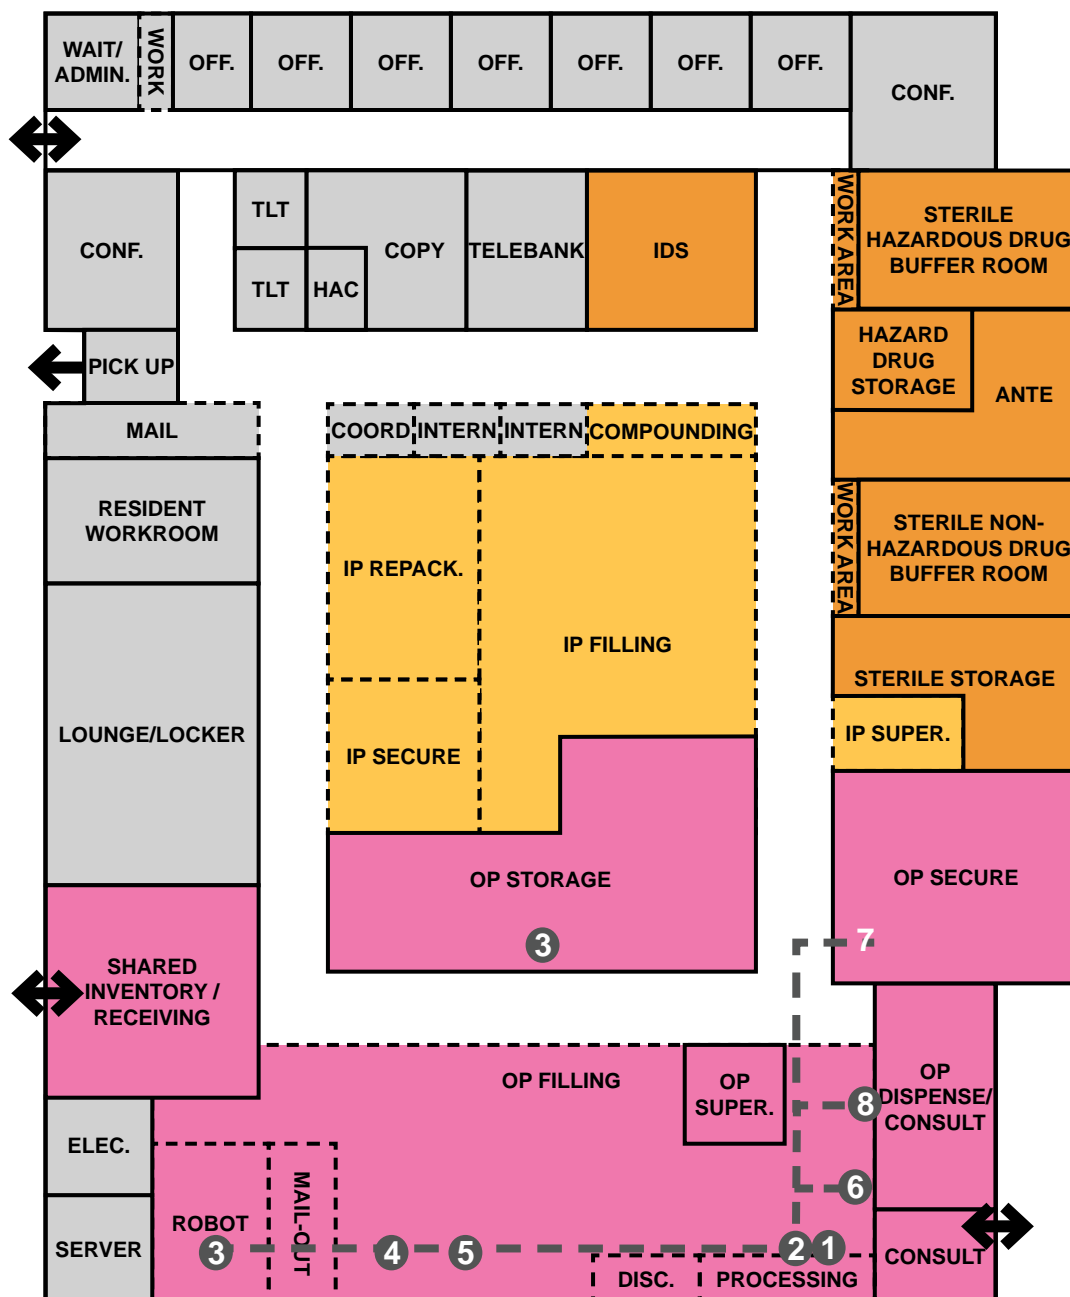 WAIT/
ADMIN.
WORK
OFF.
OFF.
OFF.
OFF.
OFF.
OFF.
OFF.
CONF.
CONF.
TLT
TLT
HAC
COPY
TELEBANK
IDS
WORK AREA
STERILE
HAZARDOUS DRUG
BUFFER ROOM
HAZARD
DRUG
STORAGE
ANTE
PICK UP
MAIL
COORD
INTERN
INTERN
COMPOUNDING
RESIDENT
WORKROOM
IP REPACK.
WORK AREA
STERILE NON-
HAZARDOUS DRUG
BUFFER ROOM
IP FILLING
STERILE STORAGE
LOUNGE/LOCKER
IP SECURE
IP SUPER.
OP STORAGE
OP SECURE
3
7
SHARED
INVENTORY /
RECEIVING
OP FILLING
OP
SUPER.
OP
DISPENSE/
CONSULT
8
ELEC.
6
MAIL-OUT
ROBOT
SERVER
3
4
5
2
1
CONSULT
DISC.
PROCESSING